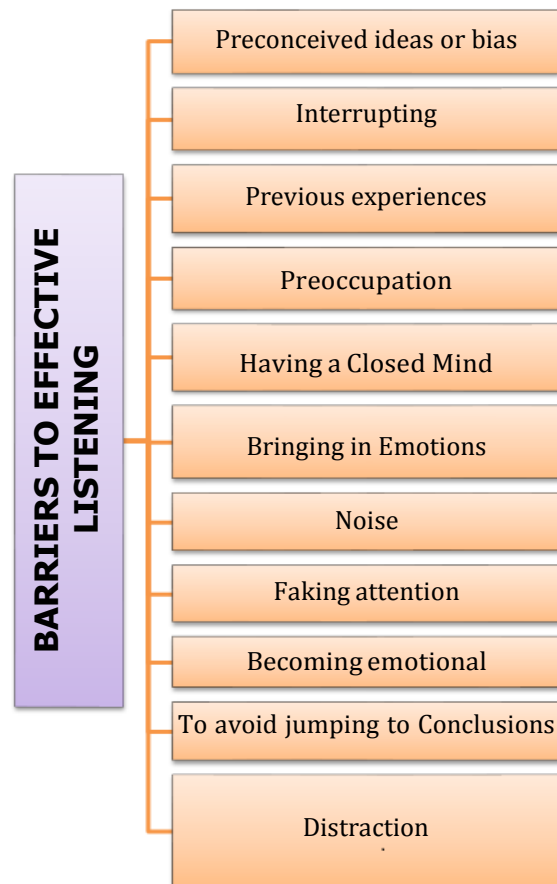 BARRIERS TO EFFECTIVE
LISTENING
Preconceived ideas or bias
Interrupting
Previous experiences
Preoccupation
Having a Closed Mind
Bringing in Emotions
Noise
Faking attention
Becoming emotional
To avoid jumping to Conclusions
Distraction
.